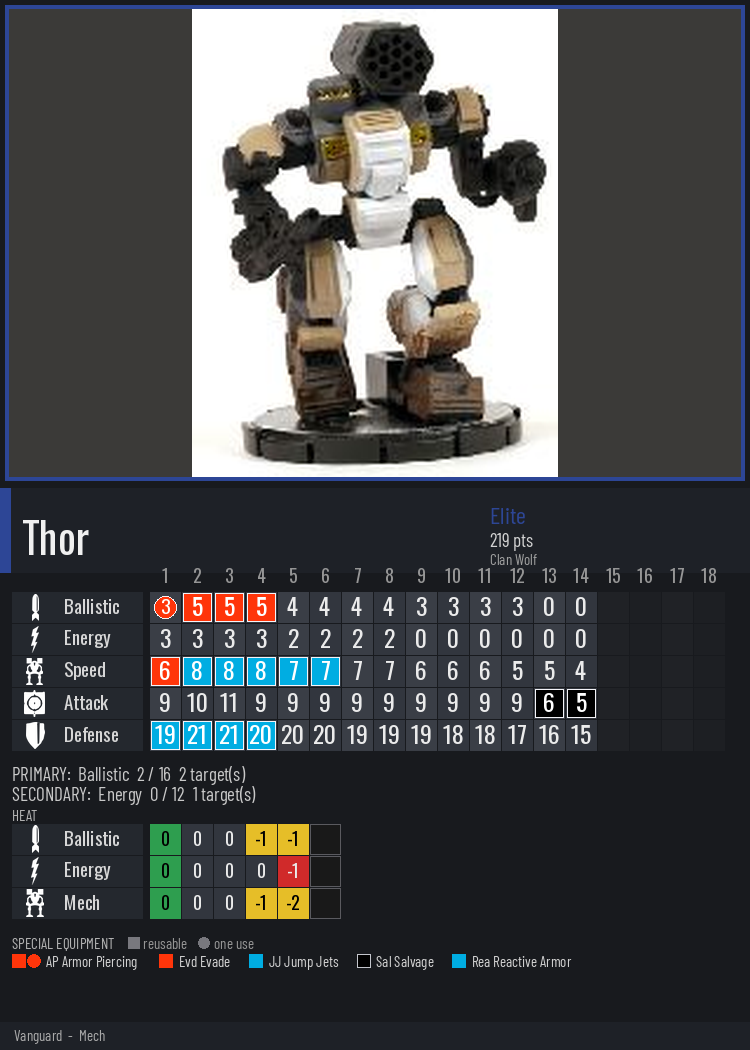 Thor
Elite
219 pts
Clan Wolf
1 2 3 4 5 6 7 8 9 10 11 12 13 14 15 16 17 18
Ballistic 3 5 5 5 4 4 4 4 3 3 3 3 0 0
Energy 3 3 3 3 2 2 2 2 0 0 0 0 0 0
Speed 6 8 8 8 7 7 7 7 6 6 6 5 5 4
Attack 9 10 11 9 9 9 9 9 9 9 9 9 6 5
Defense 19 21 21 20 20 20 19 19 19 18 18 17 16 15
PRIMARY: Ballistic 2 / 16 2 target(s)
SECONDARY: Energy 0 / 12 1 target(s)
HEAT
Ballistic 0 0 0 -1 -1
Energy 0 0 0 0 -1
Mech 0 0 0 -1 -2
SPECIAL EQUIPMENT reusable one use
AP Armor Piercing Evd Evade JJ Jump Jets Sal Salvage Rea Reactive Armor
Vanguard - Mech